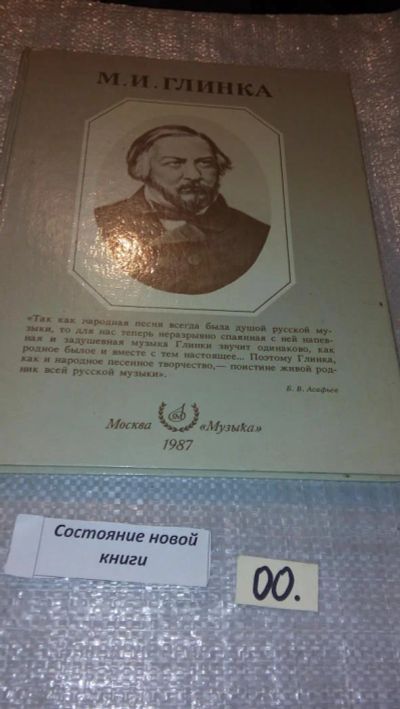 М. И. ГЛИНКА
«Так как народная песня всегда была душой русской му-
зыки, то для нас теперь неразрывно спаянная с ней напев-
ная и задушевная музыка Глинки звучит одинаково, как
родное былое и вместе с тем настоящее... Поэтому Глинка,
как и народное песенное творчество,— поистине живой род-
ник всей русской музыки».
Б. В. Асафьев
Москва «Музыка»
1987
Состояние новой
книги
00.